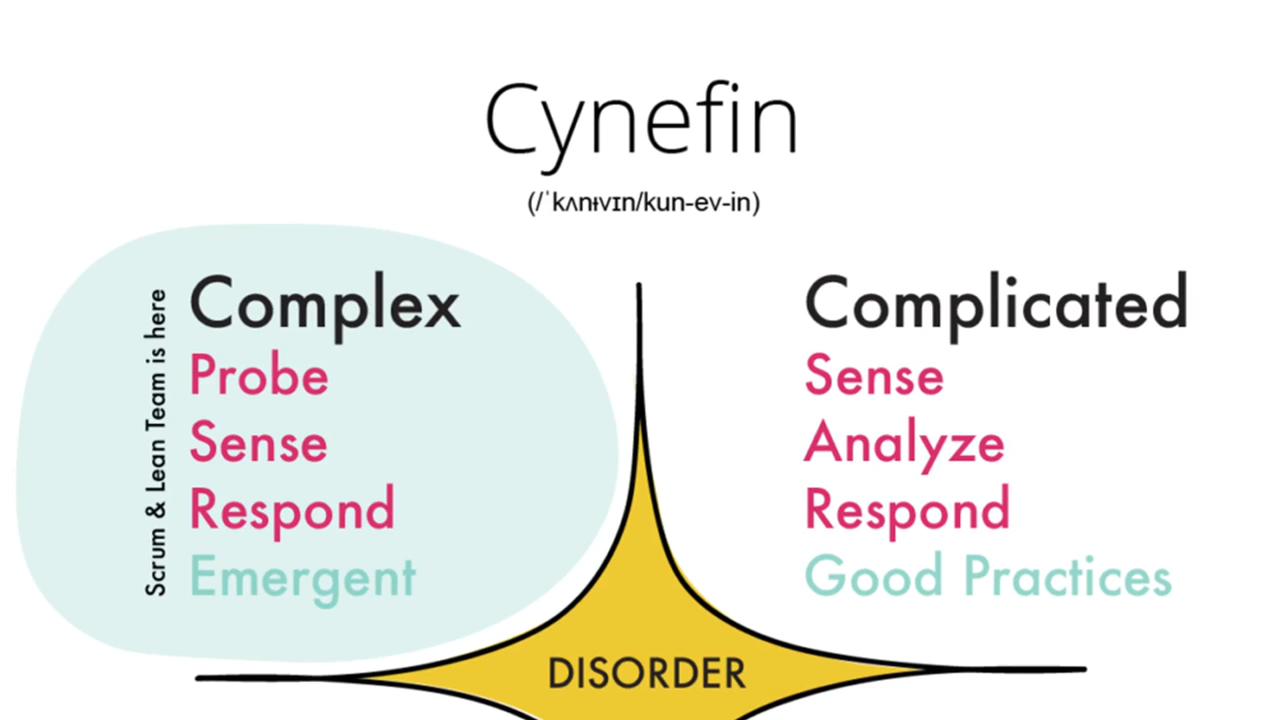 Cynefin
(/ˈkʌnɨvɪn/kun-ev-in)
Scrum & Lean Team is here
Complex
Probe
Sense
Respond
Emergent
Complicated
Sense
Analyze
Respond
Good Practices
DISORDER